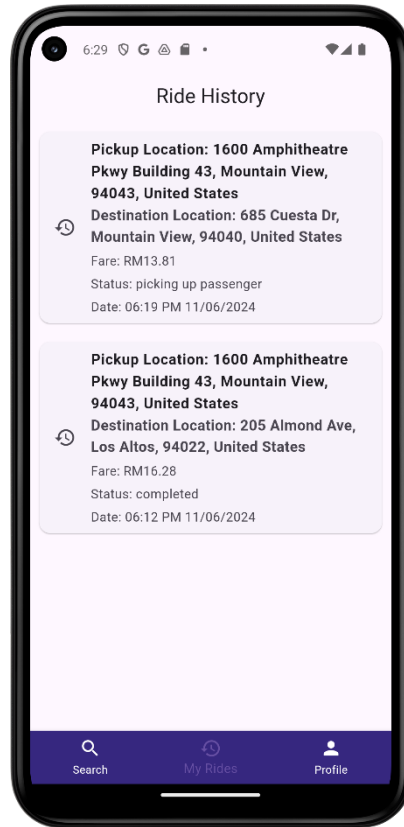 6:29
Ride History
Pickup Location: 1600 Amphitheatre
Pkwy Building 43, Mountain View,
94043, United States
Destination Location: 685 Cuesta Dr,
Mountain View, 94040, United States
Fare: RM13.81
Status: picking up passenger
Date: 06:19 PM 11/06/2024
Pickup Location: 1600 Amphitheatre
Pkwy Building 43, Mountain View,
94043, United States
Destination Location: 205 Almond Ave,
Los Altos, 94022, United States
Fare: RM16.28
Status: completed
Date: 06:12 PM 11/06/2024
Search
My Rides
Profile